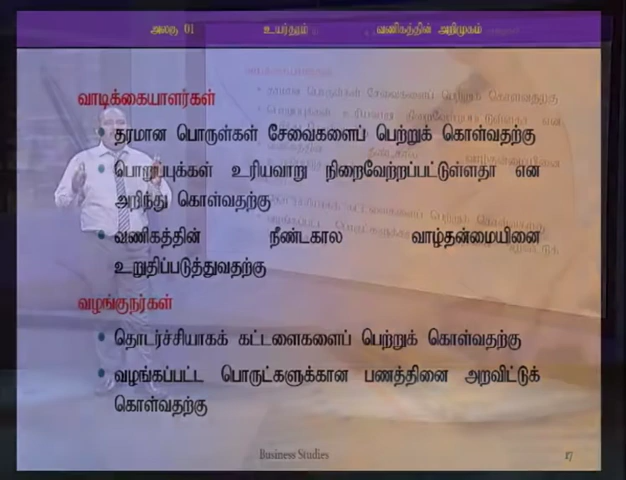 அலகு 01 உயர்தரம் வணிகத்தின் அறிமுகம்
வாடிக்கையாளர்கள்
• தரமான பொருள்கள் சேவைகளைப் பெற்றுக் கொள்வதற்கு
• பொறுப்புக்கள் உரியவாறு நிறைவேற்றப்பட்டுள்ளதா என
அறிந்து கொள்வதற்கு
• வணிகத்தின் நீண்டகால வாழ்தன்மையினை
உறுதிப்படுத்துவதற்கு
வழங்குநர்கள்
• தொடர்ச்சியாகக் கட்டளைகளைப் பெற்றுக் கொள்வதற்கு
• வழங்கப்பட்ட பொருட்களுக்கான பணத்தினை அறவிட்டுக்
கொள்வதற்கு
Business Studies 17